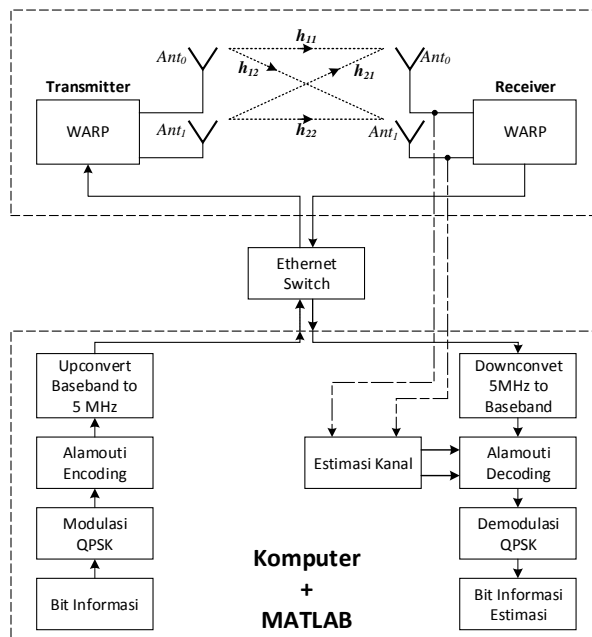 h11
Ant0
Ant0
h12
h21
Transmitter
Receiver
WARP
WARP
Ant1
h22
Ant1
Ethernet
Switch
Upconvert
Baseband to
5 MHz
Downconvet
5MHz to
Baseband
Alamouti
Encoding
Estimasi Kanal
Alamouti
Decoding
Modulasi
QPSK
Demodulasi
QPSK
Komputer
+
MATLAB
Bit Informasi
Bit Informasi
Estimasi